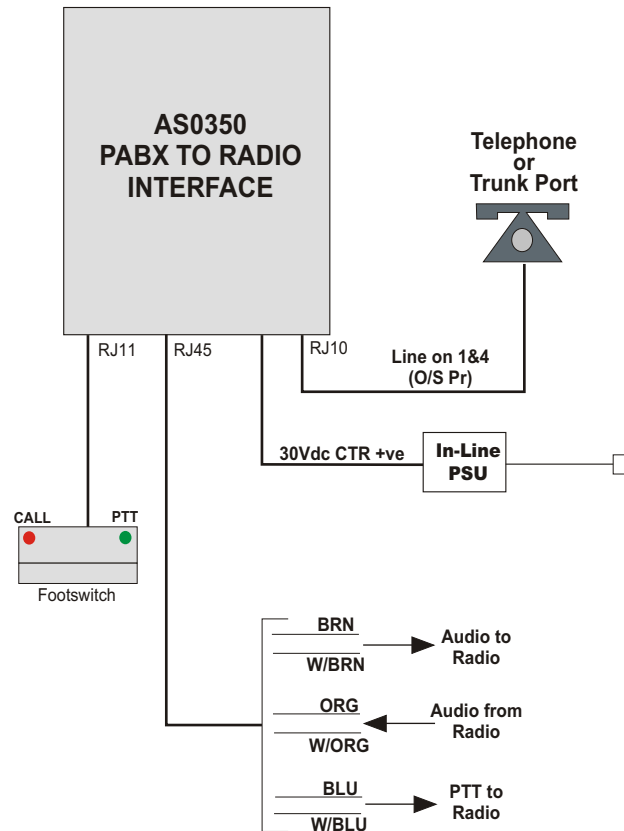 AS0350
PABX TO RADIO
INTERFACE
Telephone
or
Trunk Port
RJ11
RJ45
RJ10
Line on 1&4
(O/S Pr)
30Vdc CTR +ve
In-Line
PSU
CALL
PTT
Footswitch
BRN
W/BRN
Audio to
Radio
ORG
W/ORG
Audio from
Radio
BLU
W/BLU
PTT to
Radio